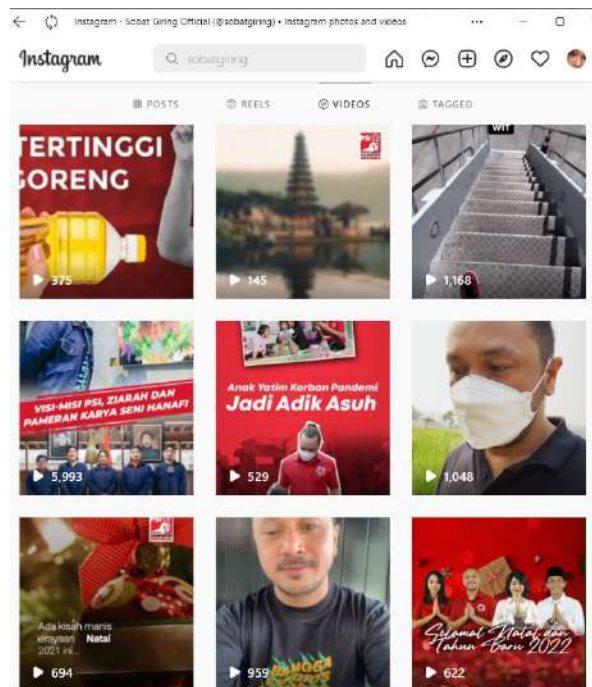 Instagram - Sobat Giring Official (@sobatgiring) • Instagram photos and videos
Instagram
sobatgiring
POSTS
REELS
VIDEOS
TAGGED
TERTINGGI
GORENG
375
145
WIT
1,168
VISI-MISI PSI, ZIARAH DAN
PAMERAN KARYA SENI HANAFI
5,993
Anak Yatim Korban Pandemi
Jadi Adik Asuh
529
1,048
Ada kisah manis
Natal
2021 ini...
694
959
Selamat Natal dan
Tahun Baru 2022
622